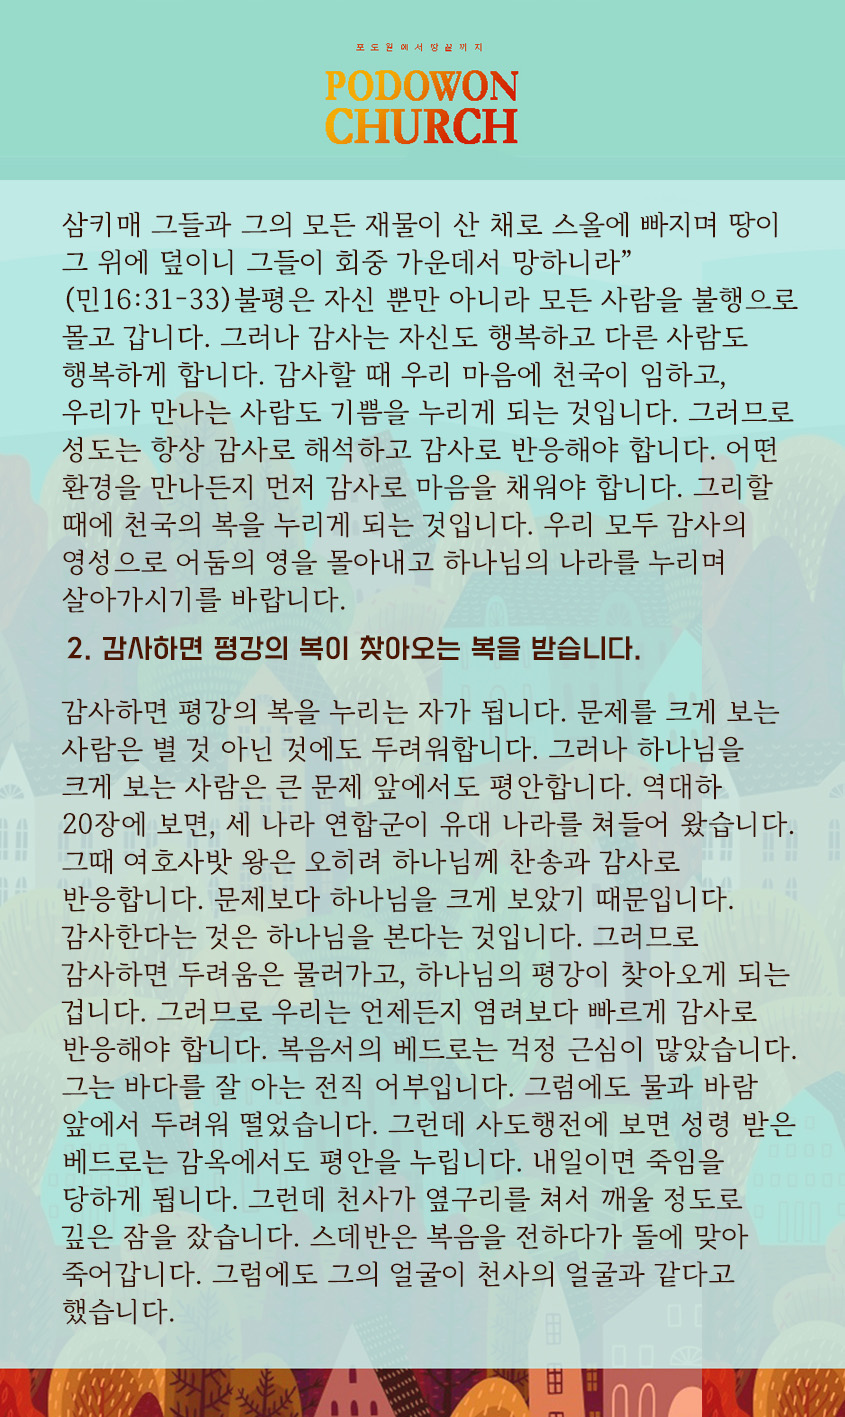 포도원에서땅끝까지
PODOWON
CHURCH
삼키매 그들과 그의 모든 재물이 산 채로 스올에 빠지며 땅이
그 위에 덮이니 그들이 회중 가운데서 망하니라”
(민16:31-33)불평은 자신 뿐만 아니라 모든 사람을 불행으로
몰고 갑니다. 그러나 감사는 자신도 행복하고 다른 사람도
행복하게 합니다. 감사할 때 우리 마음에 천국이 임하고,
우리가 만나는 사람도 기쁨을 누리게 되는 것입니다. 그러므로
성도는 항상 감사로 해석하고 감사로 반응해야 합니다. 어떤
환경을 만나든지 먼저 감사로 마음을 채워야 합니다. 그리할
때에 천국의 복을 누리게 되는 것입니다. 우리 모두 감사의
영성으로 어둠의 영을 몰아내고 하나님의 나라를 누리며
살아가시기를 바랍니다.
2. 감사하면 평강의 복이 찾아오는 복을 받습니다.
감사하면 평강의 복을 누리는 자가 됩니다. 문제를 크게 보는
사람은 별 것 아닌 것에도 두려워합니다. 그러나 하나님을
크게 보는 사람은 큰 문제 앞에서도 평안합니다. 역대하
20장에 보면, 세 나라 연합군이 유대 나라를 쳐들어 왔습니다.
그때 여호사밧 왕은 오히려 하나님께 찬송과 감사로
반응합니다. 문제보다 하나님을 크게 보았기 때문입니다.
감사한다는 것은 하나님을 본다는 것입니다. 그러므로
감사하면 두려움은 물러가고, 하나님의 평강이 찾아오게 되는
겁니다. 그러므로 우리는 언제든지 염려보다 빠르게 감사로
반응해야 합니다. 복음서의 베드로는 걱정 근심이 많았습니다.
그는 바다를 잘 아는 전직 어부입니다. 그럼에도 물과 바람
앞에서 두려워 떨었습니다. 그런데 사도행전에 보면 성령 받은
베드로는 감옥에서도 평안을 누립니다. 내일이면 죽임을
당하게 됩니다. 그런데 천사가 옆구리를 쳐서 깨울 정도로
깊은 잠을 잤습니다. 스데반은 복음을 전하다가 돌에 맞아
죽어갑니다. 그럼에도 그의 얼굴이 천사의 얼굴과 같다고
했습니다.